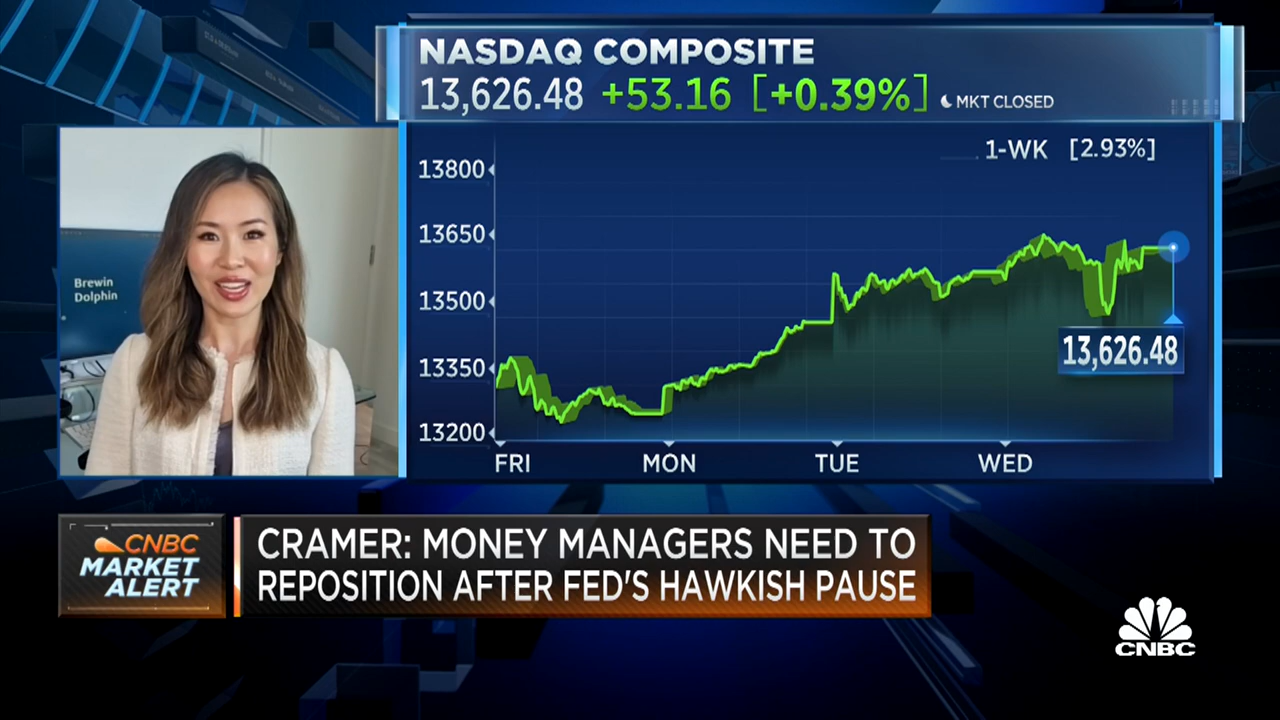 NASDAQ COMPOSITE
13,626.48 +53.16 [+0.39%] MKT CLOSED
1-WK [2.93%]
13800
13650
13500
13350
13200
13,626.48
FRI MON TUE WED
Brewin
Dolphin
CNBC
MARKET
ALERT
CRAMER: MONEY MANAGERS NEED TO
REPOSITION AFTER FED'S HAWKISH PAUSE
CNBC